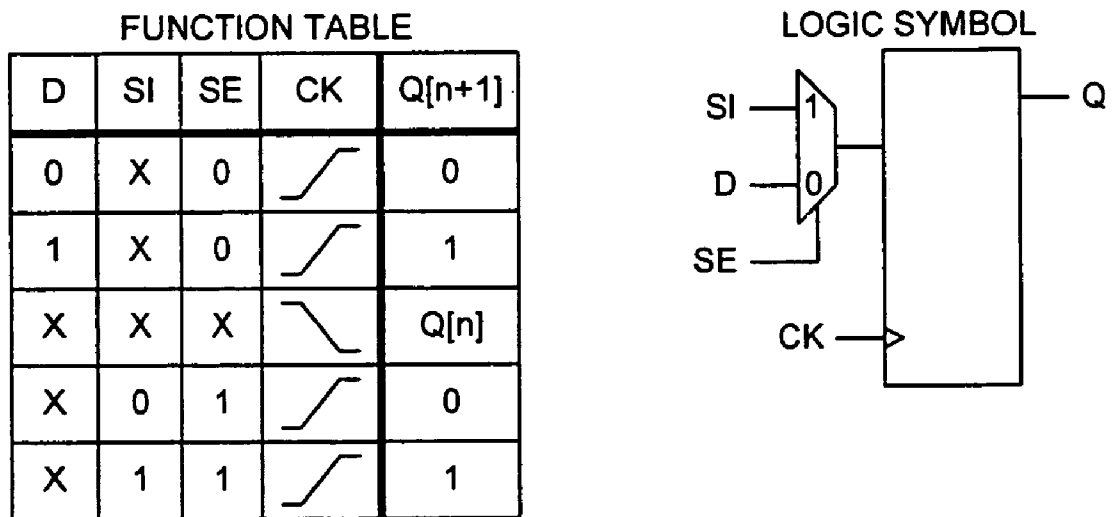 FUNCTION TABLE
D SI SE CK Q[n+1]
0 X 0 0
1 X 0 1
X X X Q[n]
X 0 1 0
X 1 1 1
LOGIC SYMBOL
SI 1 Q
D 0
SE
CK